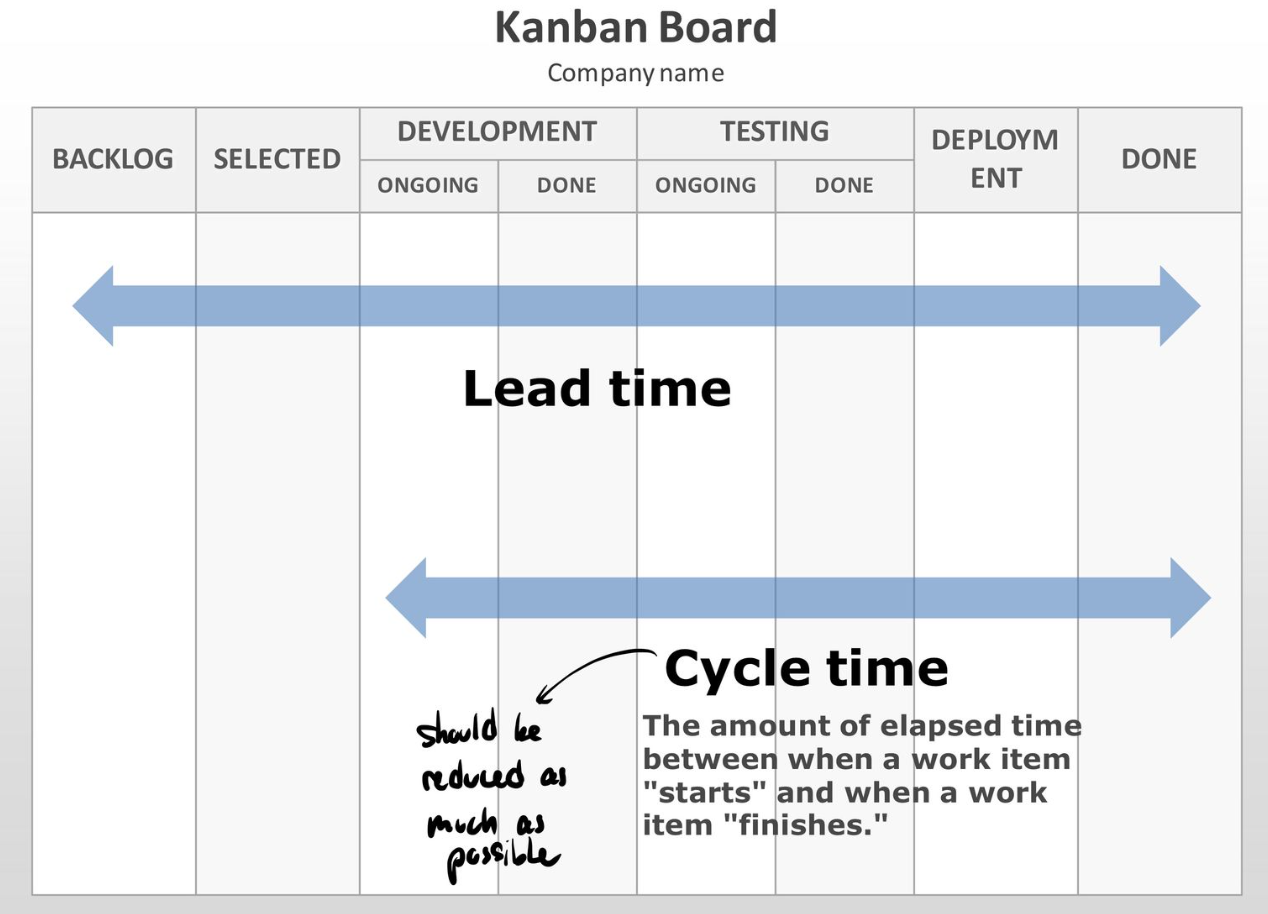 Kanban Board
Company name
BACKLOG
SELECTED
DEVELOPMENT
TESTING
DEPLOYM
ENT
DONE
ONGOING
DONE
ONGOING
DONE
Lead time
Cycle time
should be
reduced as
much as
possible
The amount of elapsed time
between when a work item
"starts" and when a work
item "finishes."